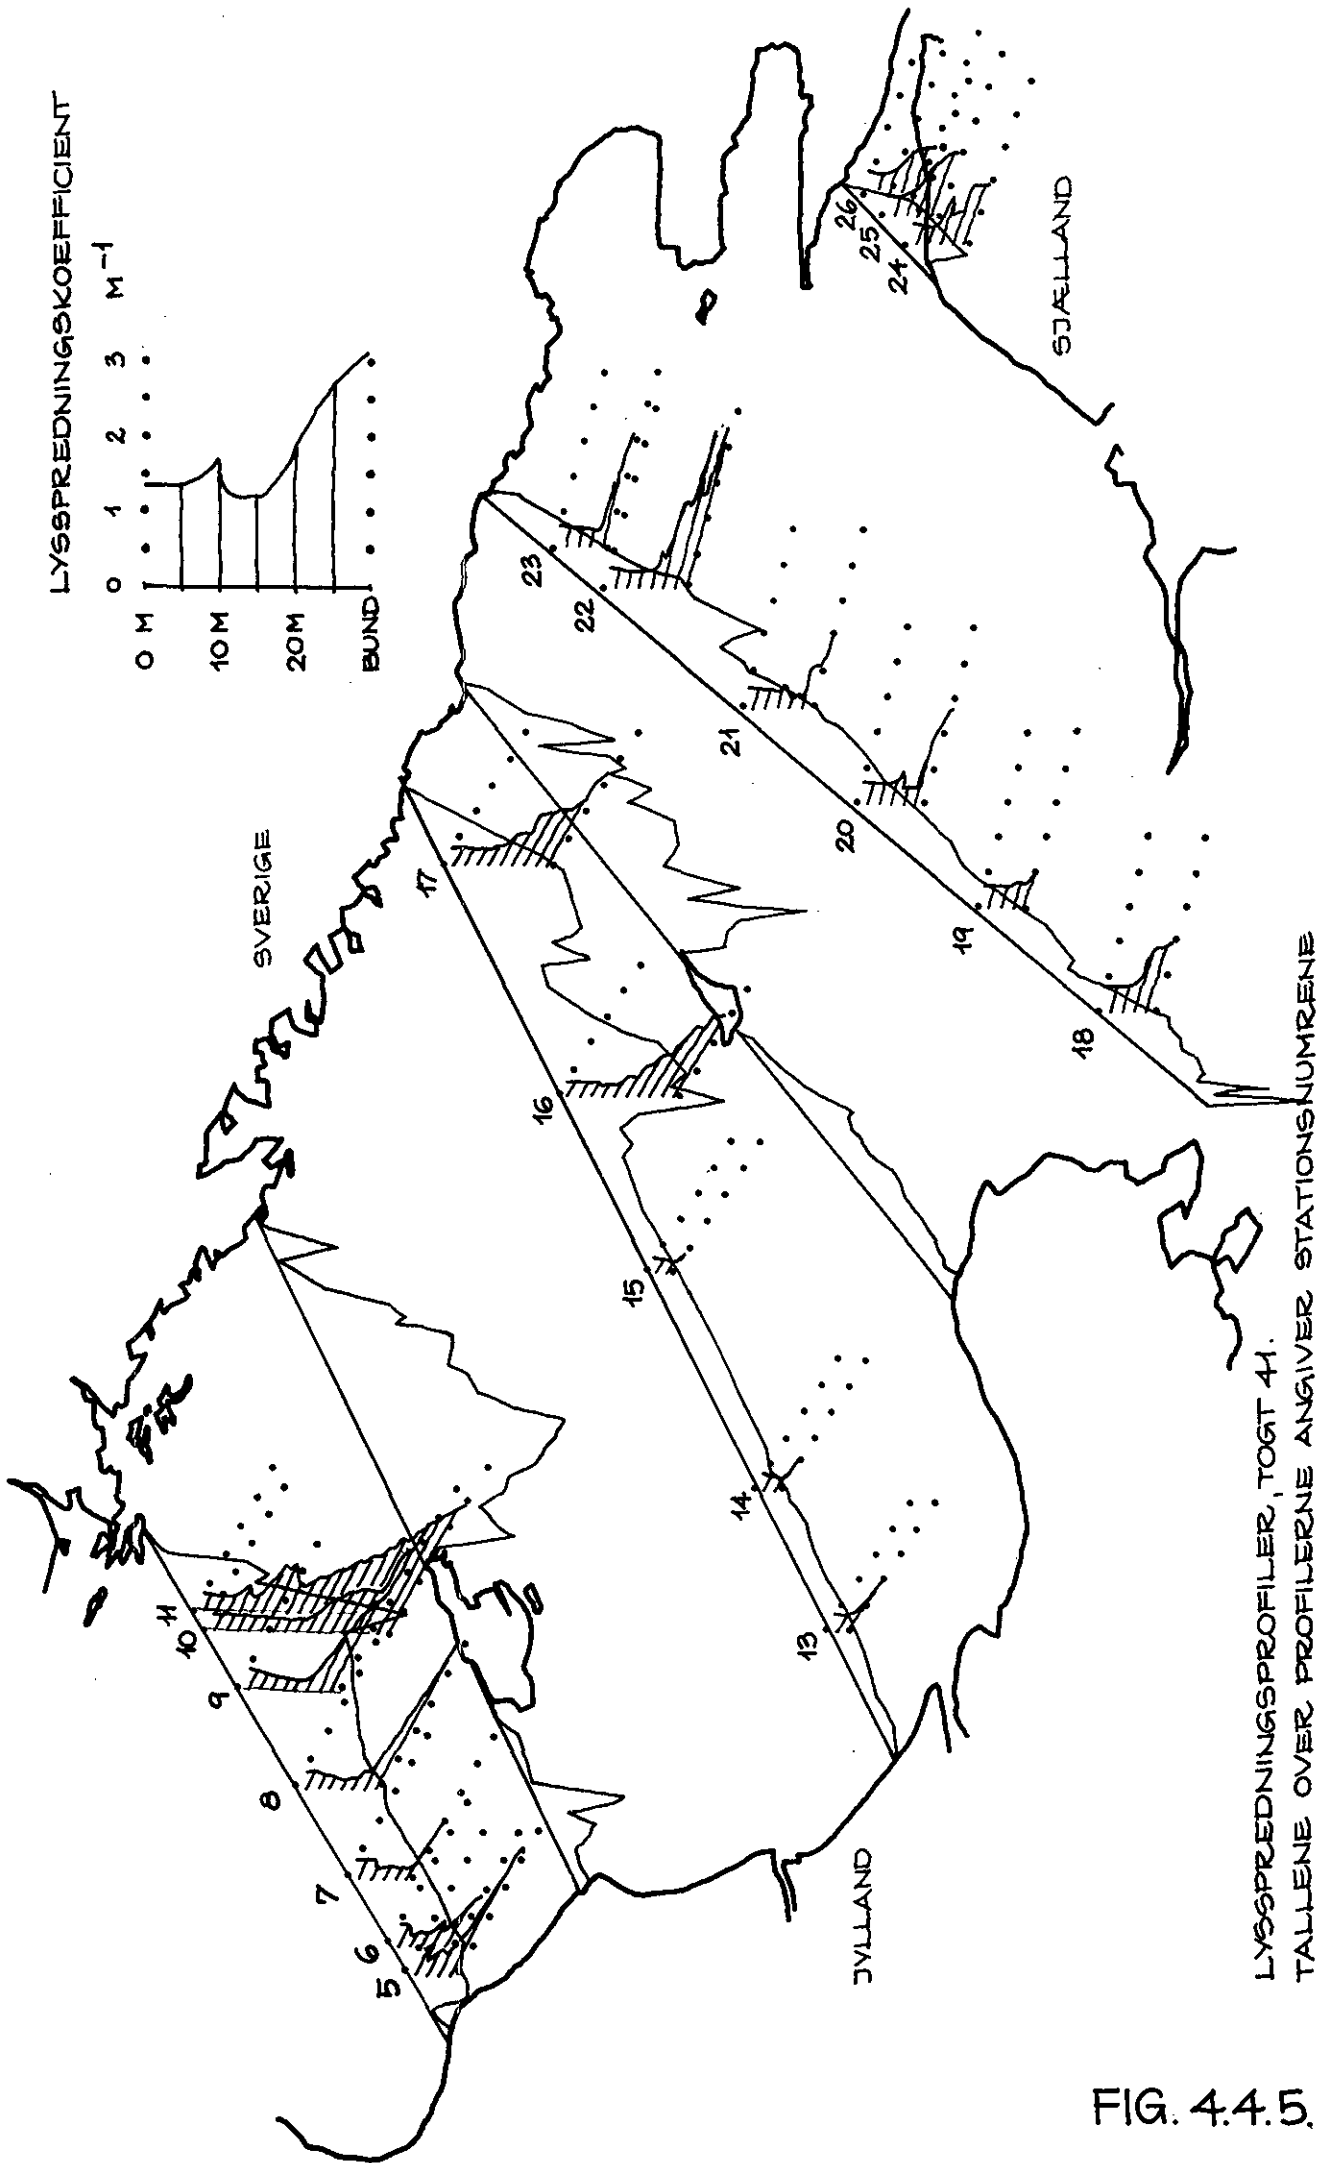 LYSSPREDNINGSKOEFFICIENT
0 1 2 3 M⁻¹
0 M
10 M
20 M
BUND
SVERIGE
JYLLAND
SJÆLLAND
5
6
7
8
9
10
11
13
14
15
16
17
18
19
20
21
22
23
24
25
26
LYSSPREDNINGSPROFILER, TOGT 41.
TALLENE OVER PROFILERNE ANGIVER STATIONSNUMRENE
FIG. 4.4.5.